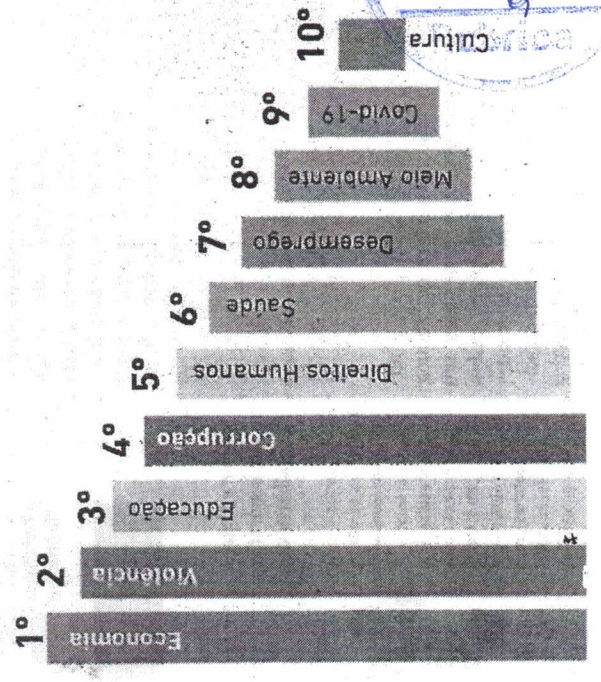 1º
Economia
2º
Violência
3º
Educação
4º
Corrupção
5º
Direitos Humanos
6º
Saúde
7º
Desemprego
8º
Meio Ambiente
9º
Covid-19
10º
Cultura